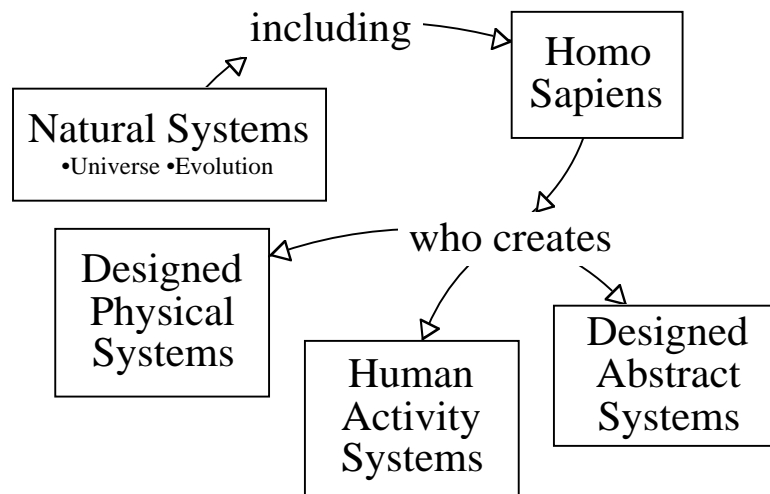 including
Homo
Sapiens
Natural Systems
•Universe •Evolution
who creates
Designed
Physical
Systems
Human
Activity
Systems
Designed
Abstract
Systems